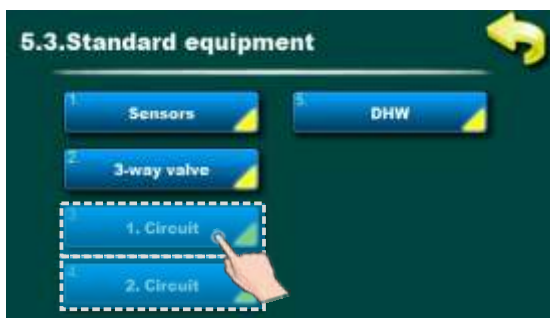 5.3.Standard equipment
1. Sensors
5. DHW
2. 3-way valve
3. 1. Circuit
4. 2. Circuit